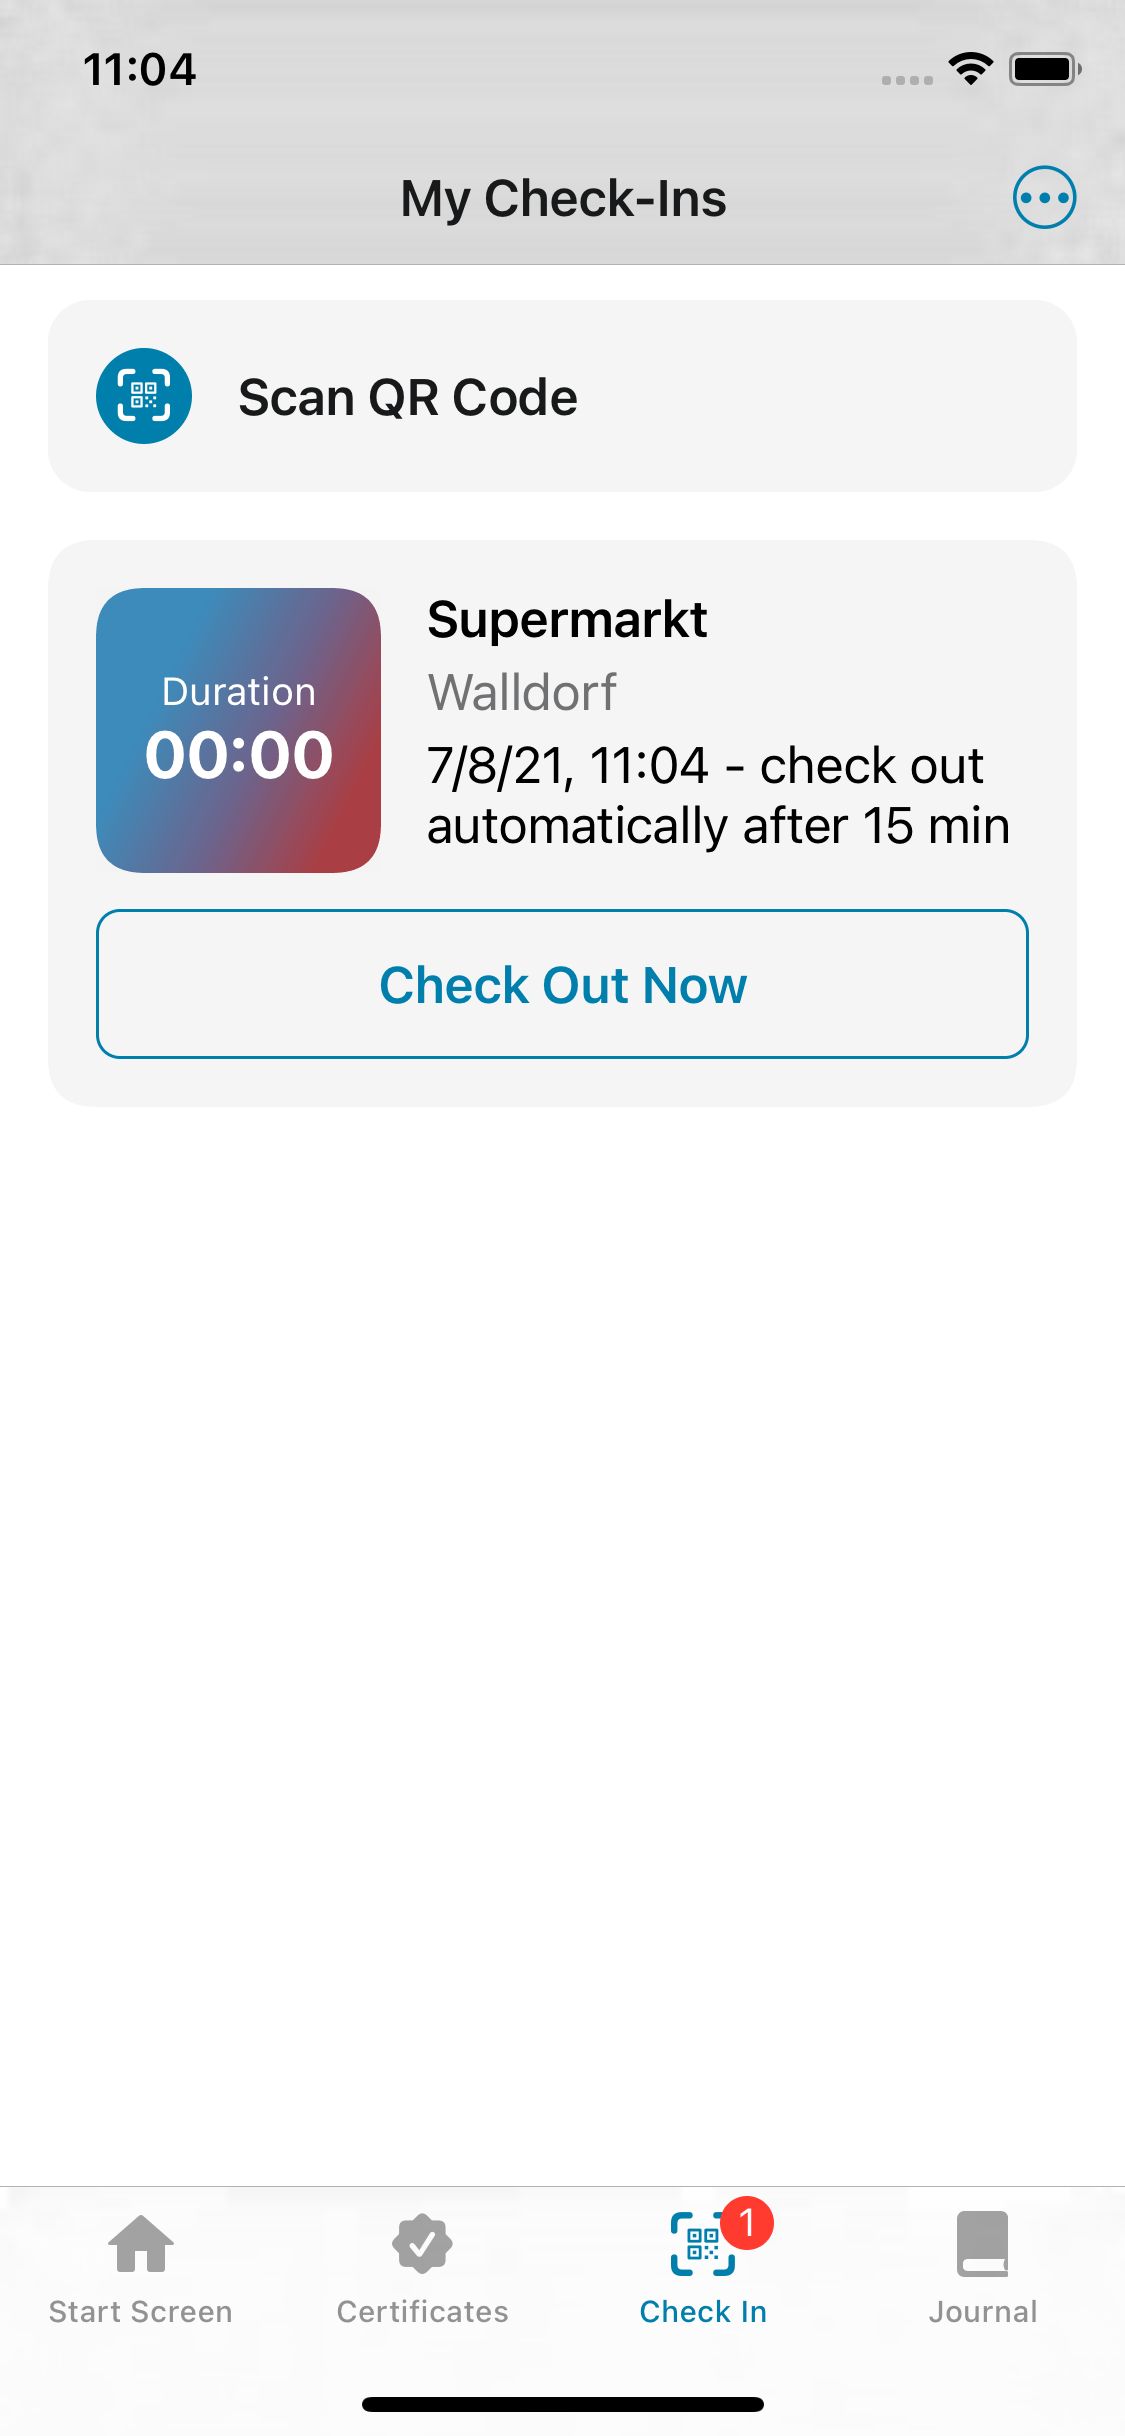 11:04
My Check-Ins
Scan QR Code
Duration
00:00
Supermarkt
Walldorf
7/8/21, 11:04 - check out
automatically after 15 min
Check Out Now
1
Start Screen
Certificates
Check In
Journal